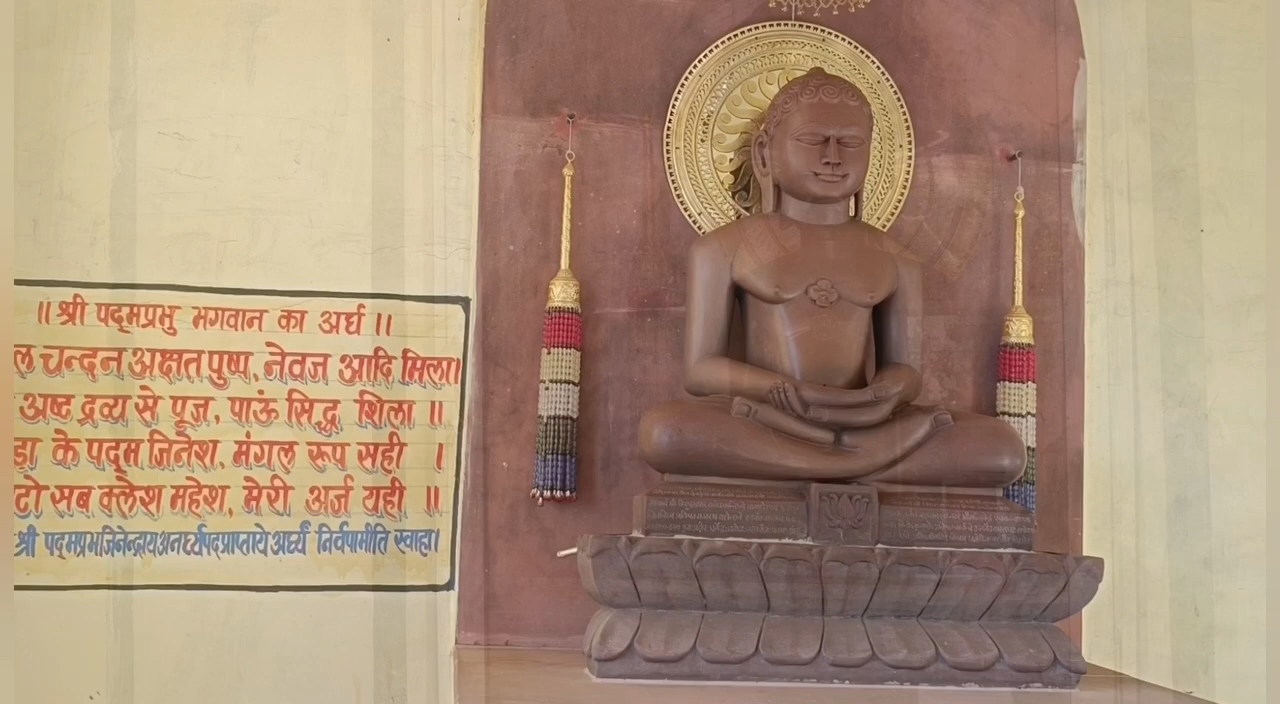 ॥ श्री पद्मप्रभु भगवान का अर्घ ॥
ल चन्दन अक्षत पुष्प, नेवज आदि मिला।
अष्ट द्रव्य से पूज, पाऊं सिद्ध शिला ॥
ड़ा के पद्म जिनेश, मंगल रूप सही ।
टो सब क्लेश महेश, मेरी अर्ज यही ॥
श्री पद्मप्रभजिनेन्द्राय अनर्घ्यपदप्राप्ताये अर्घ्यं निर्वपामीति स्वाहा।